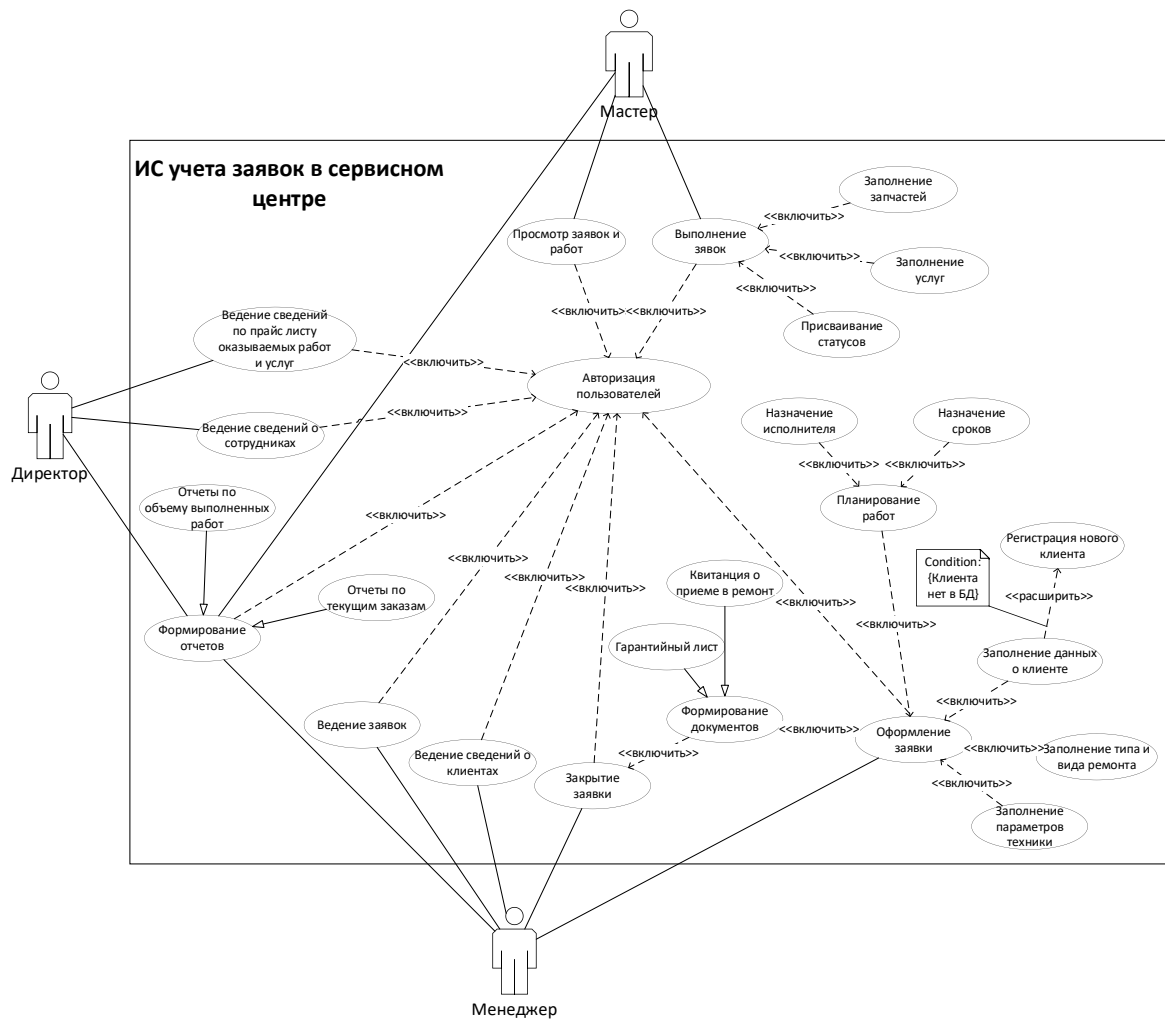 Мастер
ИС учета заявок в сервисном
центре
Заполнение
запчастей
<<включить>>
Просмотр заявок и
работ
Выполнение
зявок
<<включить>>
Заполнение
услуг
<<включить>>
<<включить>>
<<включить>>
Присваивание
статусов
Ведение сведений
по прайс листу
оказываемых работ
и услуг
<<включить>>
Авторизация
пользователей
<<включить>>
Ведение сведений о
сотрудниках
Директор
Назначение
исполнителя
Назначение
сроков
<<включить>>
<<включить>>
Отчеты по
объему выполненных
работ
<<включить>>
Планирование
работ
Регистрация нового
клиента
Condition:
{Клиента
нет в БД}
<<включить>>
<<включить>>
<<включить>>
Квитанция о
приеме в ремонт
<<включить>>
<<расширить>>
Отчеты по
текущим заказам
<<включить>>
Формирование
отчетов
Гарантийный лист
Заполнение данных
о клиенте
<<включить>>
Ведение заявок
Формирование
документов
<<включить>>
Оформление
заявки
<<включить>>
Заполнение типа и
вида ремонта
Ведение сведений о
клиентах
<<включить>>
Закрытие
заявки
<<включить>>
Заполнение
параметров
техники
Менеджер